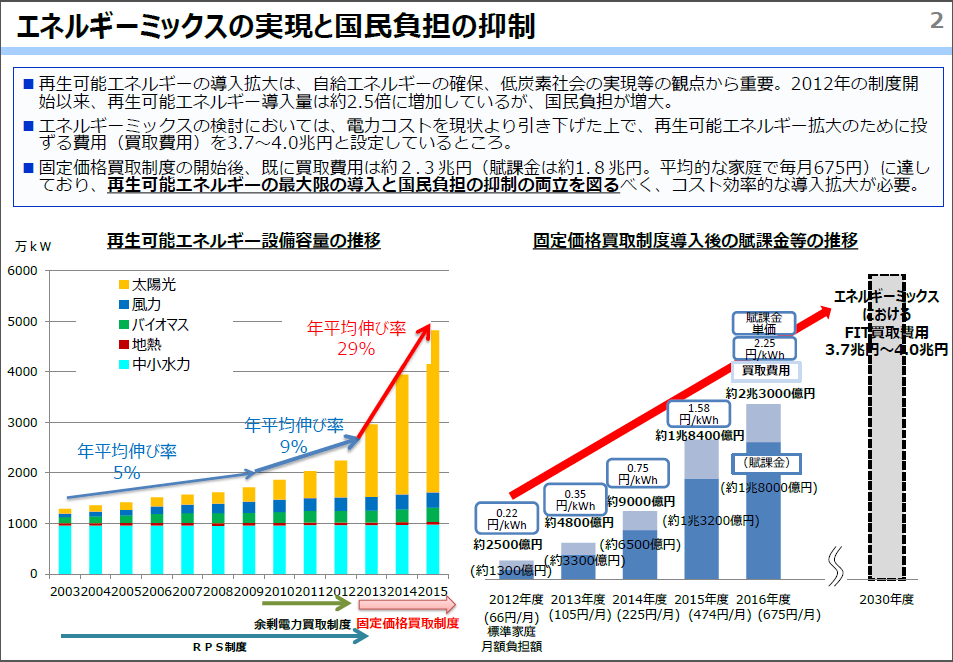 エネルギーミックスの実現と国民負担の抑制
2
■ 再生可能エネルギーの導入拡大は、自給エネルギーの確保、低炭素社会の実現等の観点から重要。2012年の制度開
始以来、再生可能エネルギー導入量は約2.5倍に増加しているが、国民負担が増大。
■ エネルギーミックスの検討においては、電力コストを現状より引き下げた上で、再生可能エネルギー拡大のために投
ずる費用（買取費用）を3.7～4.0兆円と設定しているところ。
■ 固定価格買取制度の開始後、既に買取費用は約２.３兆円（賦課金は約1.８兆円。平均的な家庭で毎月675円）に達し
ており、再生可能エネルギーの最大限の導入と国民負担の抑制の両立を図るべく、コスト効率的な導入拡大が必要。
再生可能エネルギー設備容量の推移
万ｋＷ
6000
5000
4000
3000
2000
1000
0
太陽光
風力
バイオマス
地熱
中小水力
年平均伸び率
5%
年平均伸び率
9%
年平均伸び率
29%
2003 2004 2005 2006 2007 2008 2009 2010 2011 2012 2013 2014 2015
余剰電力買取制度
固定価格買取制度
ＲＰＳ制度
固定価格買取制度導入後の賦課金等の推移
エネルギーミックス
における
FIT買取費用
3.7兆円～4.0兆円
賦課金
単価
2.25
円/kWh
買取費用
約2兆3000億円
（賦課金）
(約1兆8000億円)
1.58
円/kWh
約1兆8400億円
(約1兆3200億円)
0.75
円/kWh
約9000億円
(約6500億円)
0.35
円/kWh
約4800億円
(約3300億円)
0.22
円/kWh
約2500億円
(約1300億円)
2012年度 2013年度 2014年度 2015年度 2016年度 2030年度
(66円/月) (105円/月) (225円/月) (474円/月) (675円/月)
標準家庭
月額負担額